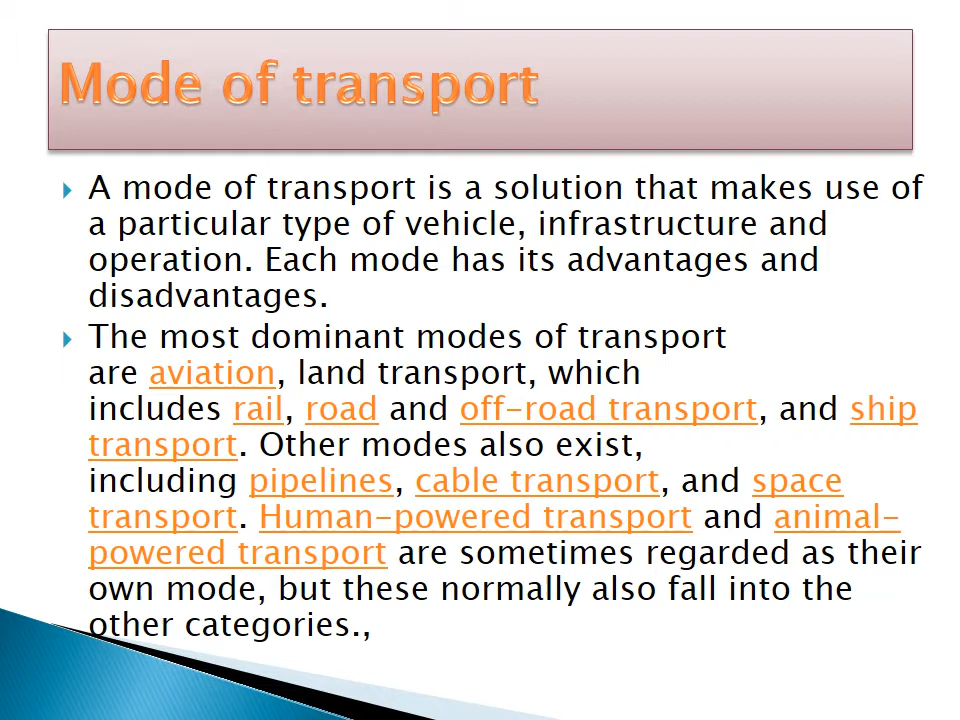 Mode of transport
A mode of transport is a solution that makes use of
a particular type of vehicle, infrastructure and
operation. Each mode has its advantages and
disadvantages.
The most dominant modes of transport
are aviation, land transport, which
includes rail, road and off-road transport, and ship
transport. Other modes also exist,
including pipelines, cable transport, and space
transport. Human-powered transport and animal-
powered transport are sometimes regarded as their
own mode, but these normally also fall into the
other categories.,